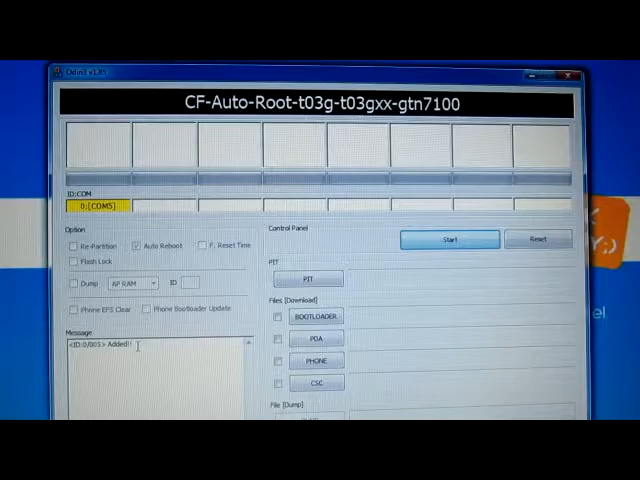 Odin3 v1.85
CF-Auto-Root-t03g-t03gxx-gtn7100
ID:COM
0:[COM5]
Option
Control Panel
Re-Partition
Auto Reboot
F. Reset Time
Start
Reset
Flash Lock
PIT
Dump
AP RAM
ID
PIT
Files [Download]
Phone EFS Clear
Phone Bootloader Update
BOOTLOADER
Message
<ID:0/005> Added!!
PDA
PHONE
CSC
File [Dump]
el